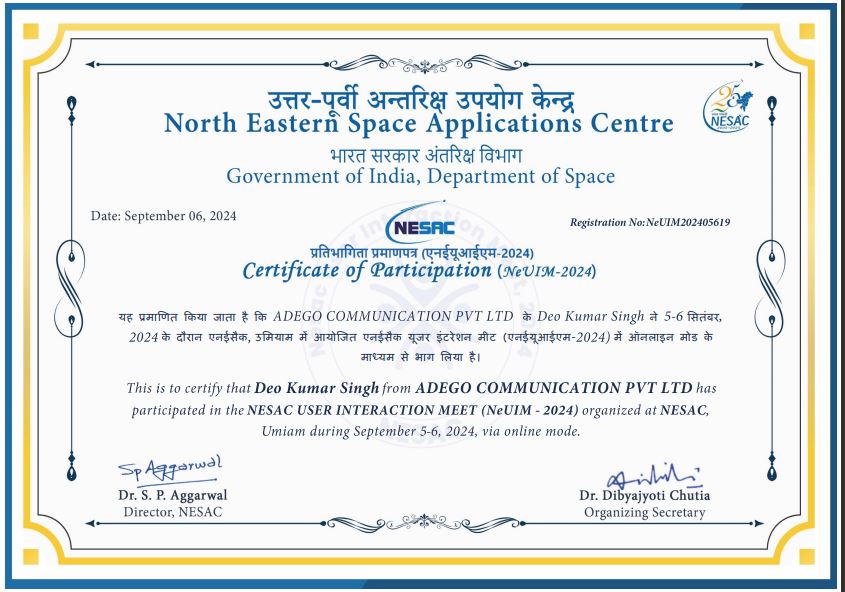 उत्तर-पूर्वी अन्तरिक्ष उपयोग केन्द्र
North Eastern Space Applications Centre
भारत सरकार अंतरिक्ष विभाग
Government of India, Department of Space
25
NESAC
Date: September 06, 2024
Registration No:NeUIM202405619
NESAC
प्रतिभागिता प्रमाणपत्र (एनईयूआईएम-2024)
Certificate of Participation (NeUIM-2024)
यह प्रमाणित किया जाता है कि ADEGO COMMUNICATION PVT LTD के Deo Kumar Singh ने 5-6 सितंबर,
2024 के दौरान एनईसैक, उमियाम में आयोजित एनईसैक यूजर इंटरेशन मीट (एनईयूआईएम-2024) में ऑनलाइन मोड के
माध्यम से भाग लिया है।
This is to certify that Deo Kumar Singh from ADEGO COMMUNICATION PVT LTD has
participated in the NESAC USER INTERACTION MEET (NeUIM - 2024) organized at NESAC,
Umiam during September 5-6, 2024, via online mode.
Sp Aggarwal
Dr. S. P. Aggarwal
Director, NESAC
Dr. Dibyajyoti Chutia
Organizing Secretary